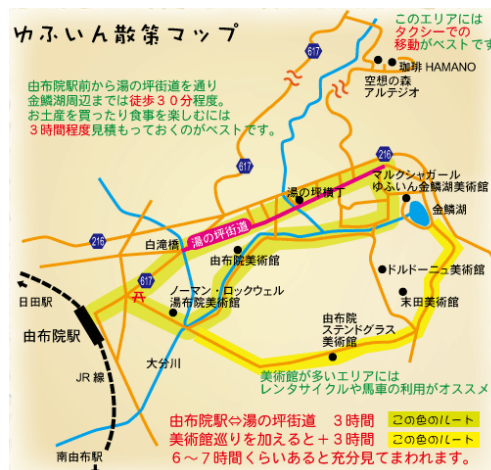 ゆふいん散策マップ
このエリアには
タクシーでの
移動がベストです。
617
珈琲 HAMANO
空想の森
アルテジオ
由布院駅前から湯の坪街道を通り
金鱗湖周辺までは徒歩30分程度。
お土産を買ったり食事を楽しむには
3時間程度見積もっておくのがベストです。
617
216
マルクシャガール
ゆふいん金鱗湖美術館
湯の坪横丁
金鱗湖
湯の坪街道
216
白滝橋
由布院美術館
617
ドルドーニュ美術館
日田駅
ノーマン・ロックウェル
湯布院美術館
末田美術館
由布院駅
由布院
ステンドグラス
美術館
大分川
JR線
美術館が多いエリアには
レンタサイクルや馬車の利用がオススメ
由布院駅⇔湯の坪街道 3時間 この色のルート
美術館巡りを加えると+3時間 この色のルート
6〜7時間くらいあると充分見てまわれます。
南由布駅